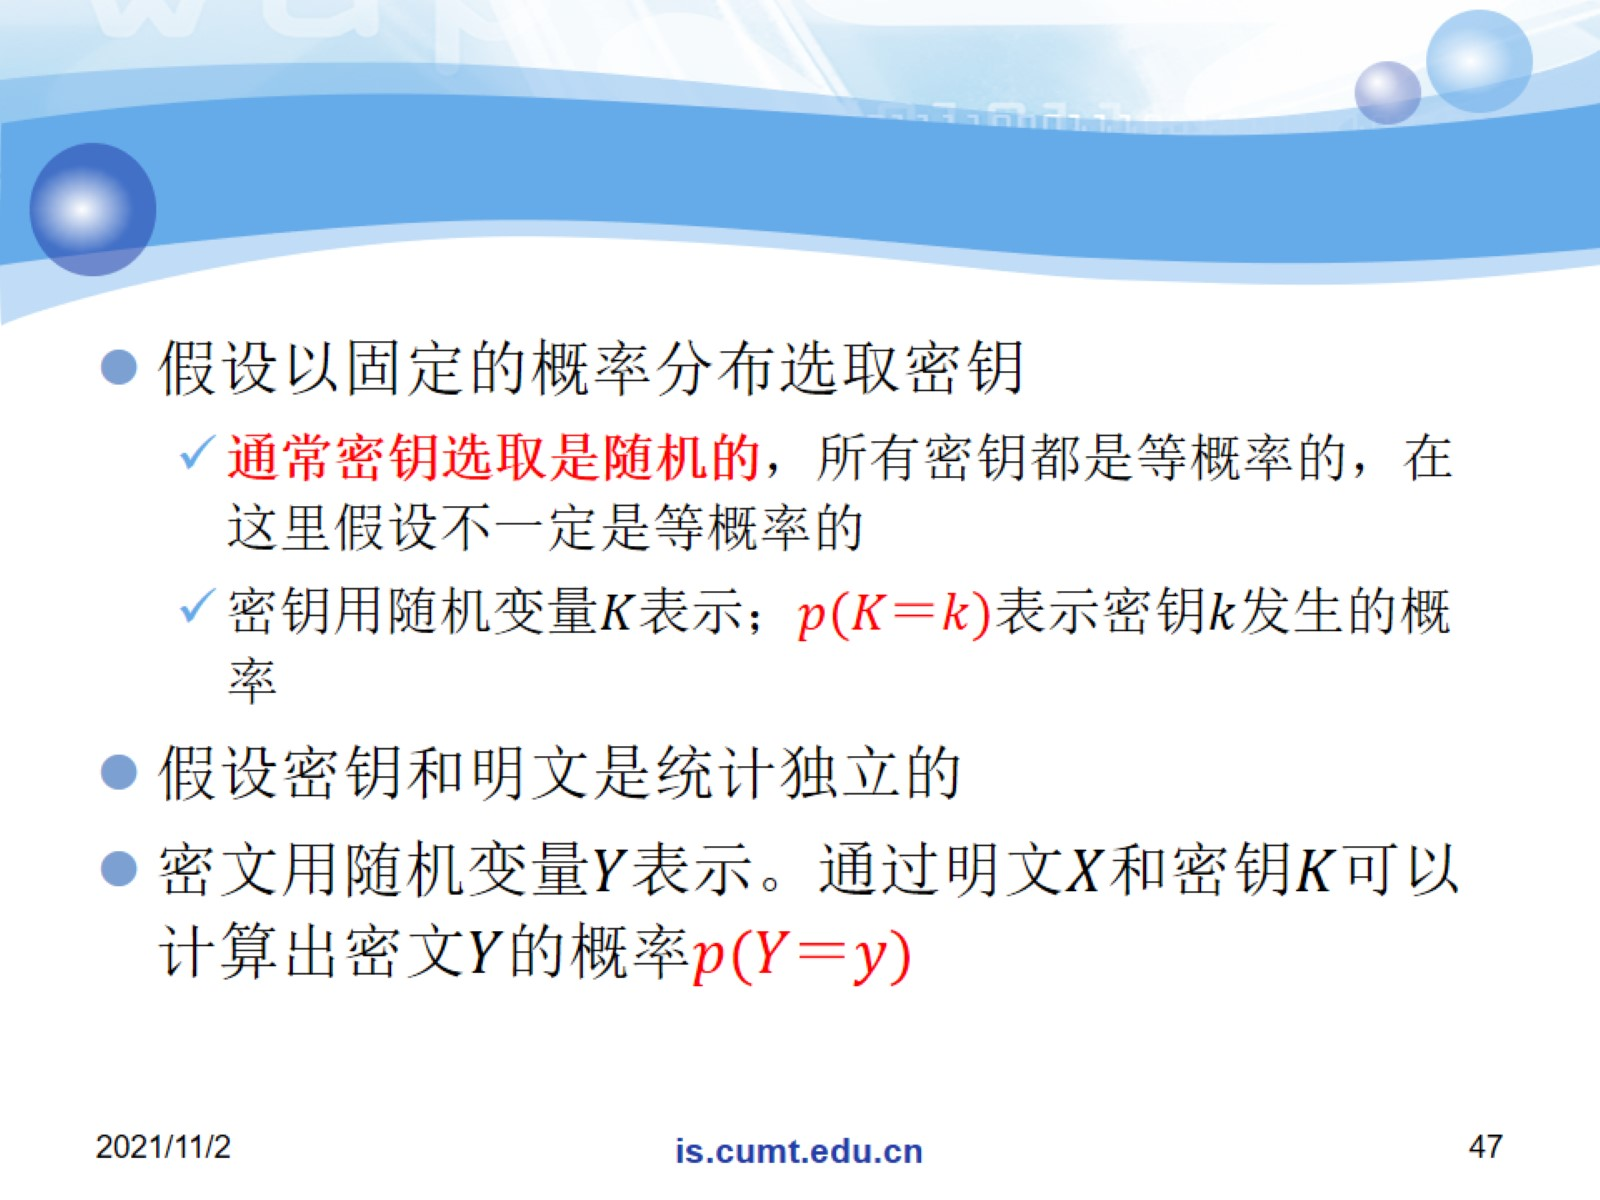 假设以固定的概率分布选取密钥
通常密钥选取是随机的，所有密钥都是等概率的，在
这里假设不一定是等概率的
密钥用随机变量K表示；p(K＝k)表示密钥k发生的概
率
假设密钥和明文是统计独立的
密文用随机变量Y表示。通过明文X和密钥K可以
计算出密文Y的概率p(Y＝y)
2021/11/2
is.cumt.edu.cn
47